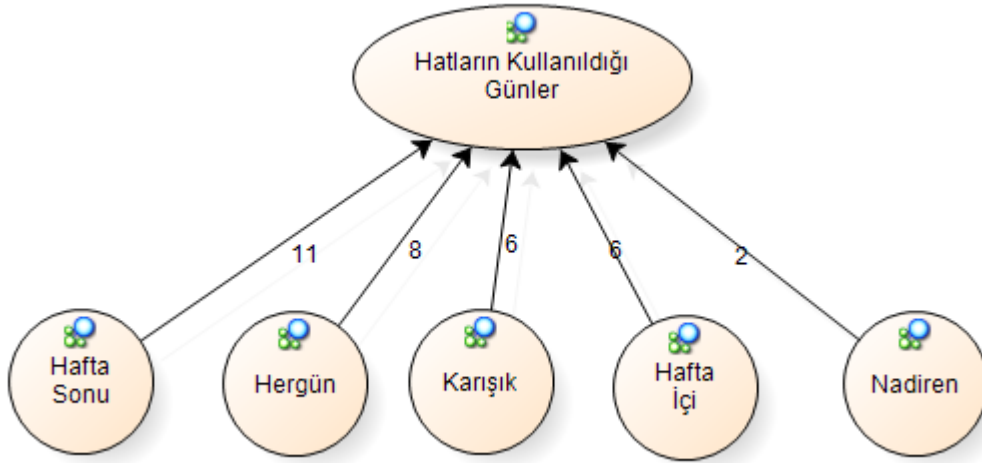 Hatların Kullanıldığı
Günler
11
8
6
6
2
Hafta
Sonu
Hergün
Karışık
Hafta
İçi
Nadiren